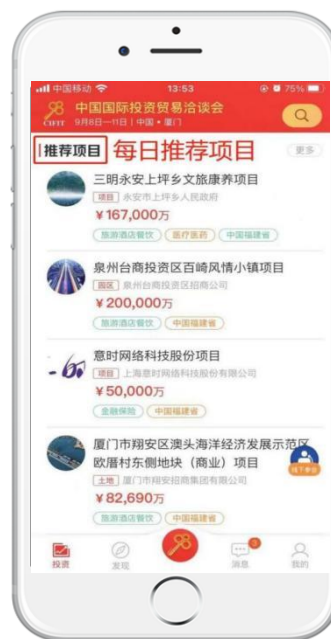 中国移动 13:53 75%
中国国际投资贸易洽谈会
CIFIT 9月8日—11日 | 中国 • 厦门
推荐项目 每日推荐项目 更多
三明永安上坪乡文旅康养项目
项目 永安市上坪乡人民政府
¥167,000万
旅游酒店餐饮 医疗医药 中国福建省
泉州台商投资区百崎风情小镇项目
园区 泉州台商投资区招商公司
¥200,000万
旅游酒店餐饮 中国福建省
意时网络科技股份项目
项目 上海意时网络科技股份有限公司
¥50,000万
金融保险 中国福建省
厦门市翔安区澳头海洋经济发展示范区
欧厝村东侧地块（商业）项目
土地 厦门市翔安招商集团有限公司
¥82,690万
旅游酒店餐饮 中国福建省
线下参会
投资 发现 消息 3 我的